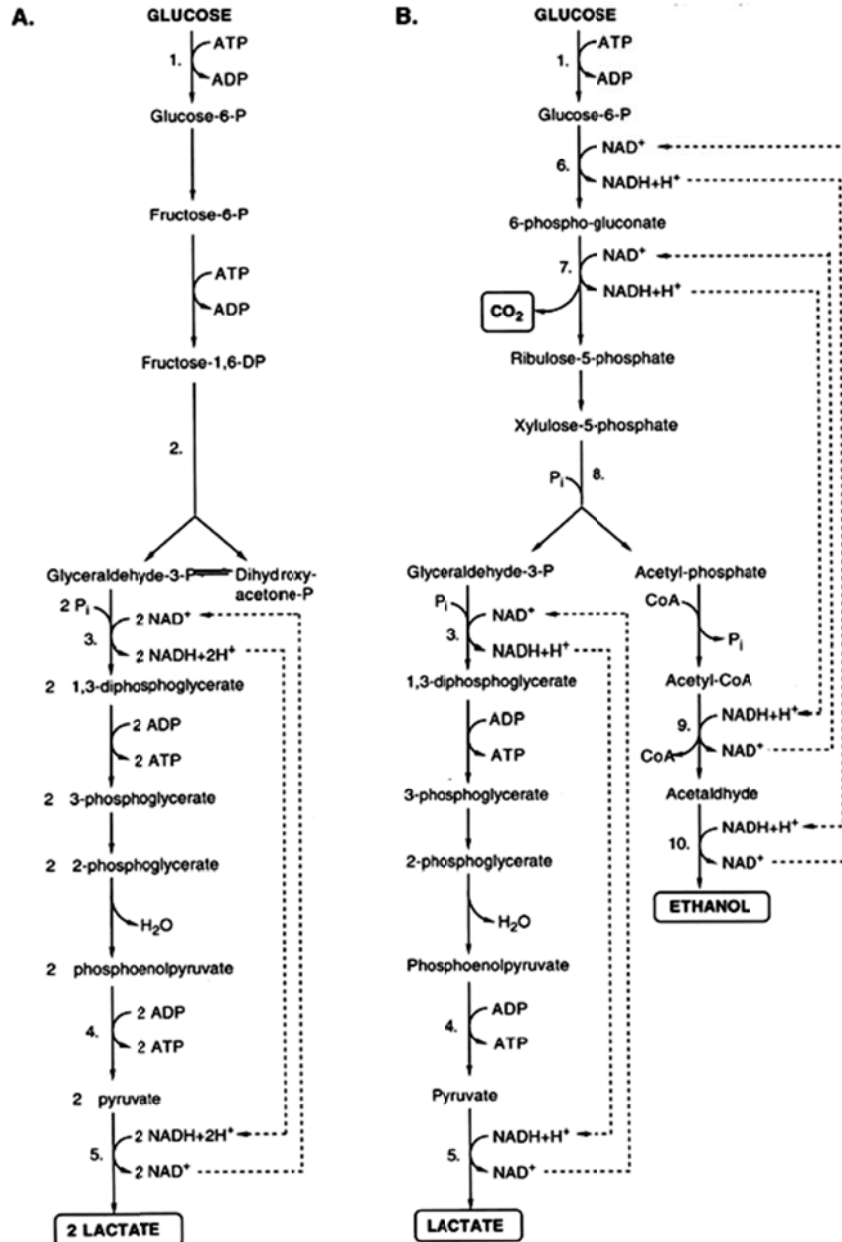 A.
GLUCOSE
1.
ATP
ADP
Glucose-6-P
Fructose-6-P
ATP
ADP
Fructose-1,6-DP
2.
Glyceraldehyde-3-P
Dihydroxy-
acetone-P
2 Pi
2 NAD+
3.
2 NADH+2H+
2 1,3-diphosphoglycerate
2 ADP
2 ATP
2 3-phosphoglycerate
2 2-phosphoglycerate
H2O
2 phosphoenolpyruvate
2 ADP
4.
2 ATP
2 pyruvate
2 NADH+2H+
5.
2 NAD+
2 LACTATE
B.
GLUCOSE
1.
ATP
ADP
Glucose-6-P
NAD+
6.
NADH+H+
6-phospho-gluconate
NAD+
7.
NADH+H+
CO2
Ribulose-5-phosphate
Xylulose-5-phosphate
Pi
8.
Glyceraldehyde-3-P
Pi
NAD+
3.
NADH+H+
1,3-diphosphoglycerate
ADP
ATP
3-phosphoglycerate
2-phosphoglycerate
H2O
Phosphoenolpyruvate
ADP
4.
ATP
Pyruvate
NADH+H+
5.
NAD+
LACTATE
Acetyl-phosphate
CoA
Pi
Acetyl-CoA
NADH+H+
9.
CoA
NAD+
Acetaldhyde
NADH+H+
10.
NAD+
ETHANOL